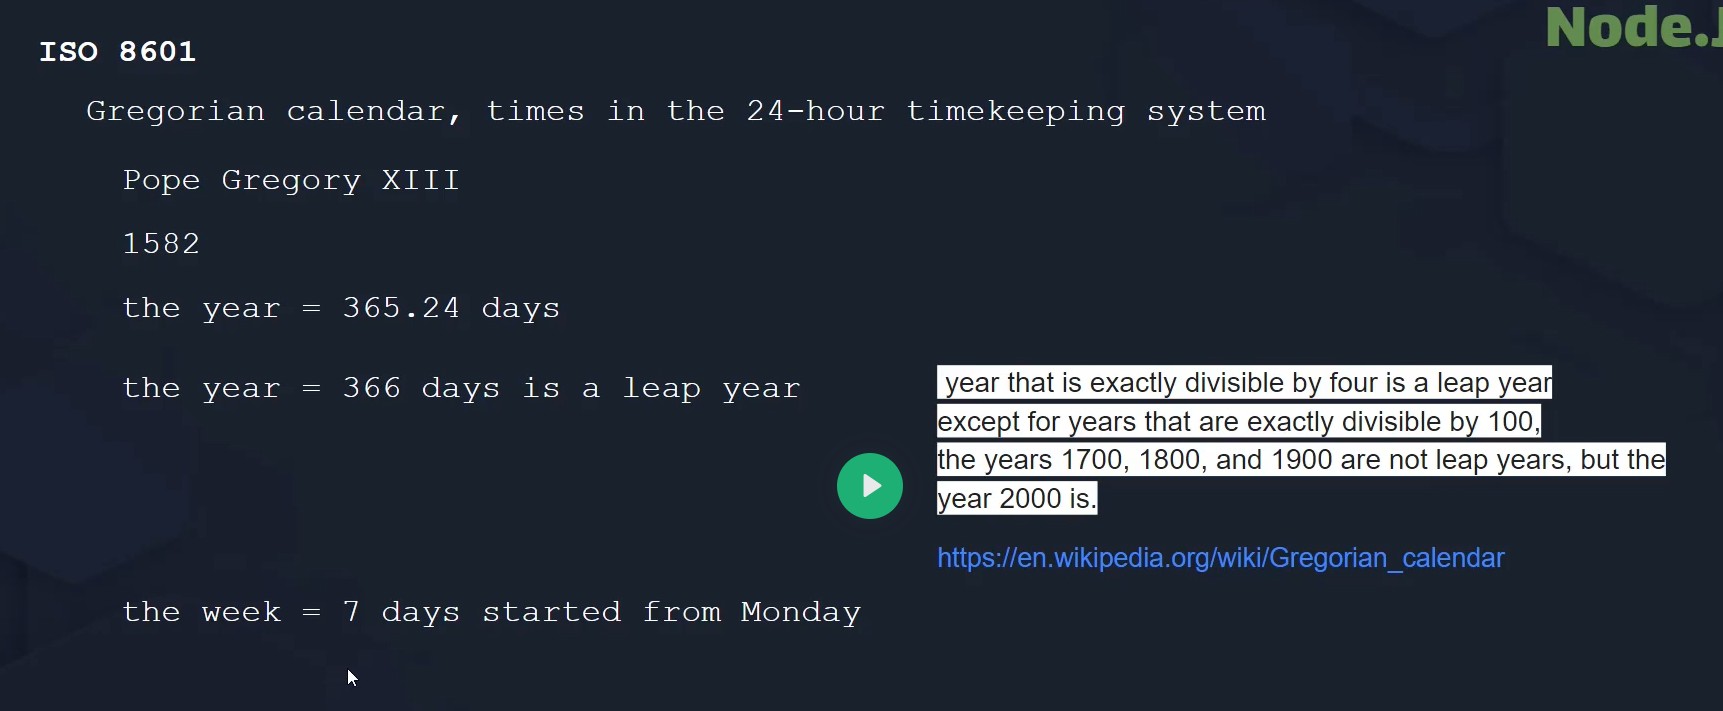 Node.J
ISO 8601
Gregorian calendar, times in the 24-hour timekeeping system
Pope Gregory XIII
1582
the year = 365.24 days
the year = 366 days is a leap year
year that is exactly divisible by four is a leap year
except for years that are exactly divisible by 100,
the years 1700, 1800, and 1900 are not leap years, but the
year 2000 is.
https://en.wikipedia.org/wiki/Gregorian_calendar
the week = 7 days started from Monday